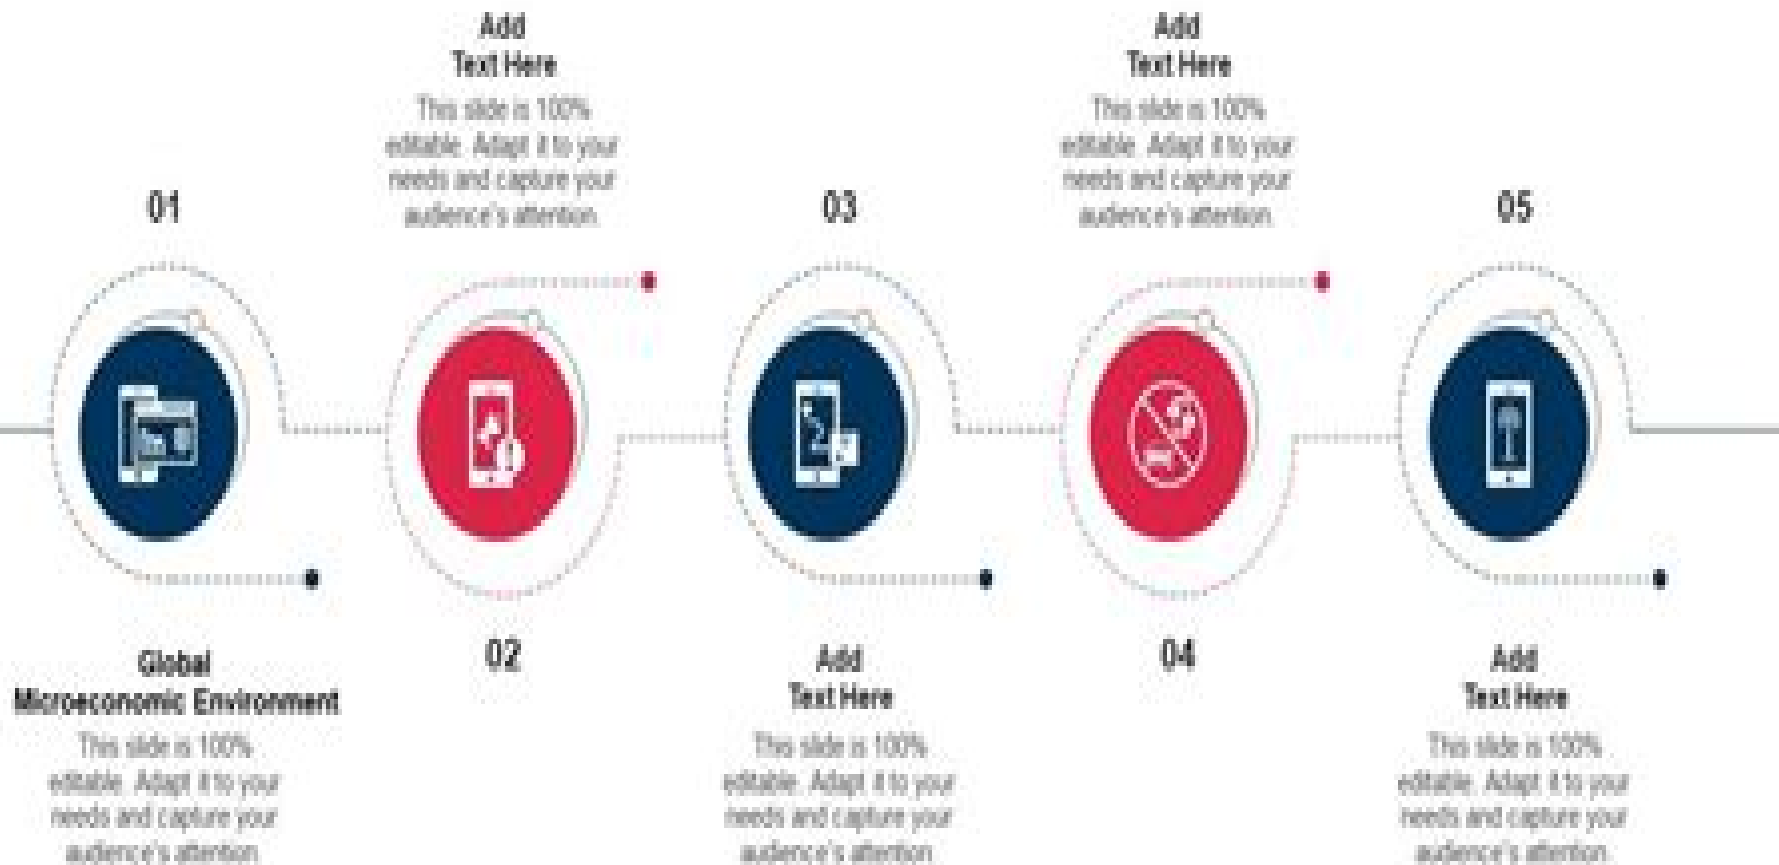 01
Global
Microeconomic Environment
This slide is 100%
editable. Adapt it to your
needs and capture your
audience's attention.
Add
Text Here
This slide is 100%
editable. Adapt it to your
needs and capture your
audience's attention.
02
03
Add
Text Here
This slide is 100%
editable. Adapt it to your
needs and capture your
audience's attention.
Add
Text Here
This slide is 100%
editable. Adapt it to your
needs and capture your
audience's attention.
04
05
Add
Text Here
This slide is 100%
editable. Adapt it to your
needs and capture your
audience's attention.